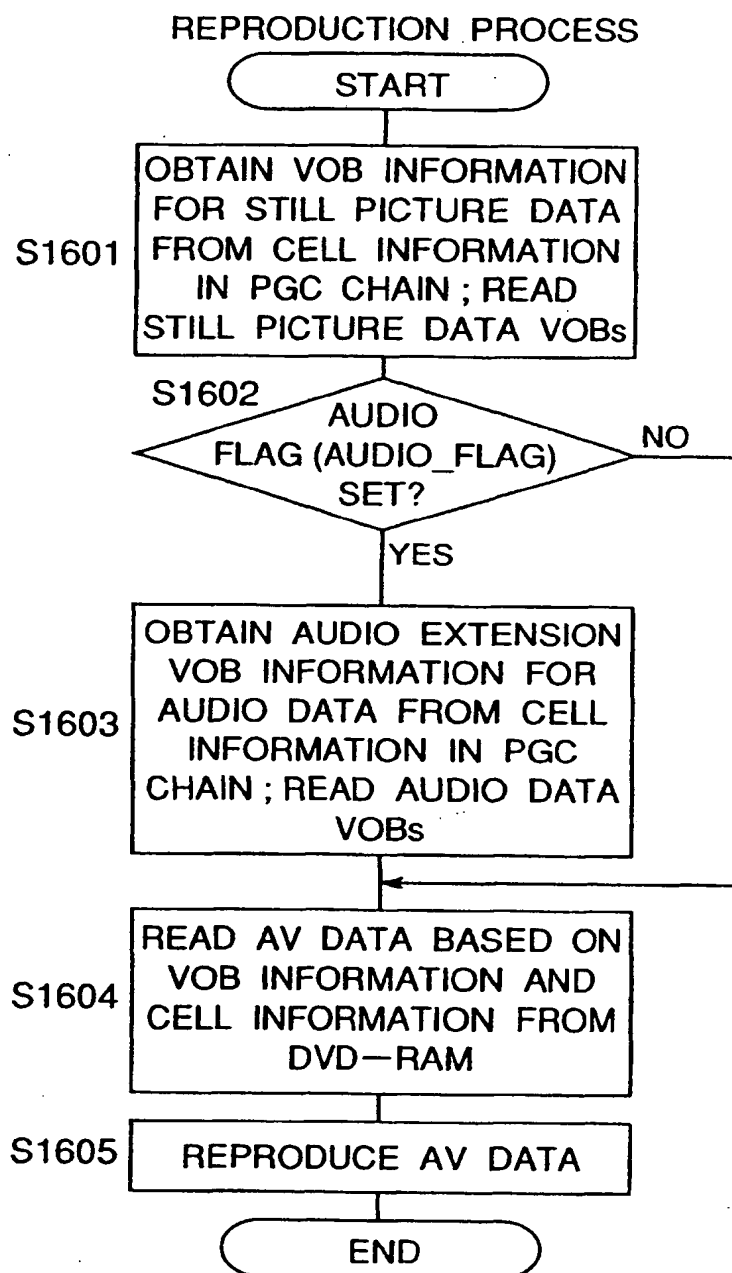 REPRODUCTION PROCESS
START
S1601
OBTAIN VOB INFORMATION
FOR STILL PICTURE DATA
FROM CELL INFORMATION
IN PGC CHAIN ; READ
STILL PICTURE DATA VOBs
S1602
AUDIO
FLAG (AUDIO_FLAG)
SET?
NO
YES
S1603
OBTAIN AUDIO EXTENSION
VOB INFORMATION FOR
AUDIO DATA FROM CELL
INFORMATION IN PGC
CHAIN ; READ AUDIO DATA
VOBs
S1604
READ AV DATA BASED ON
VOB INFORMATION AND
CELL INFORMATION FROM
DVD-RAM
S1605
REPRODUCE AV DATA
END